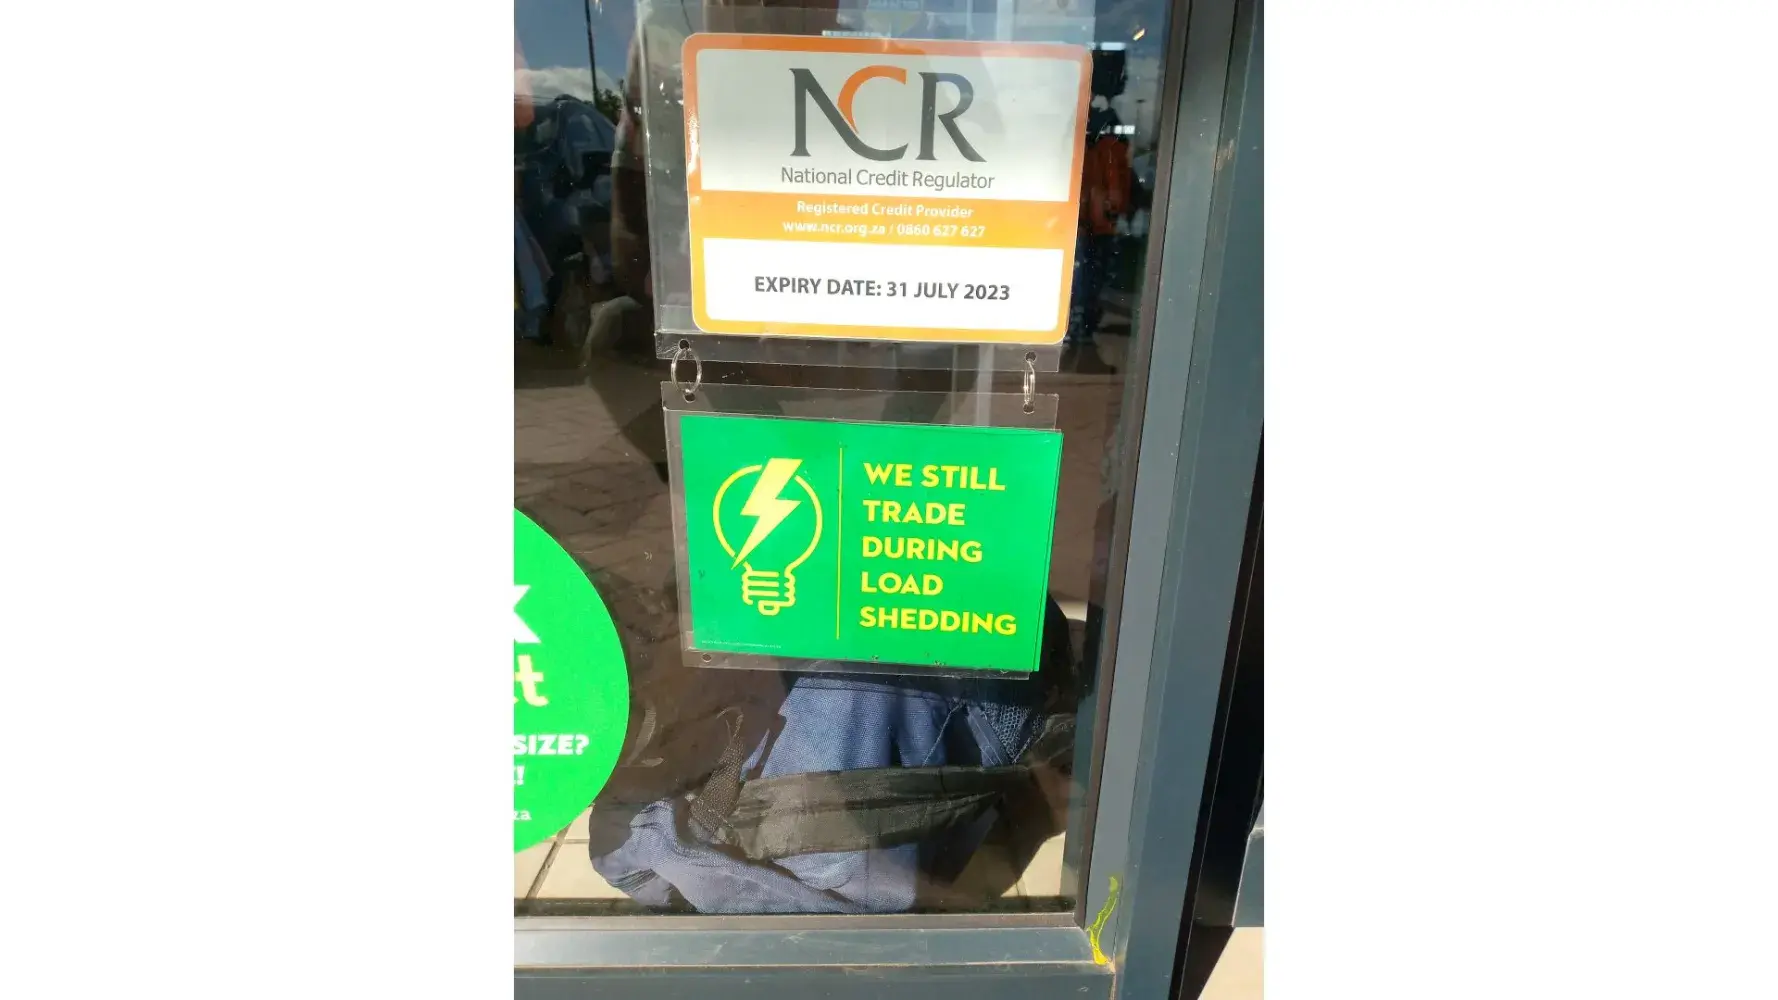 NCR
National Credit Regulator
Registered Credit Provider
www.ncr.org.za | 0860 627 627
EXPIRY DATE: 31 JULY 2023
WE STILL
TRADE
DURING
LOAD
SHEDDING
SIZE?